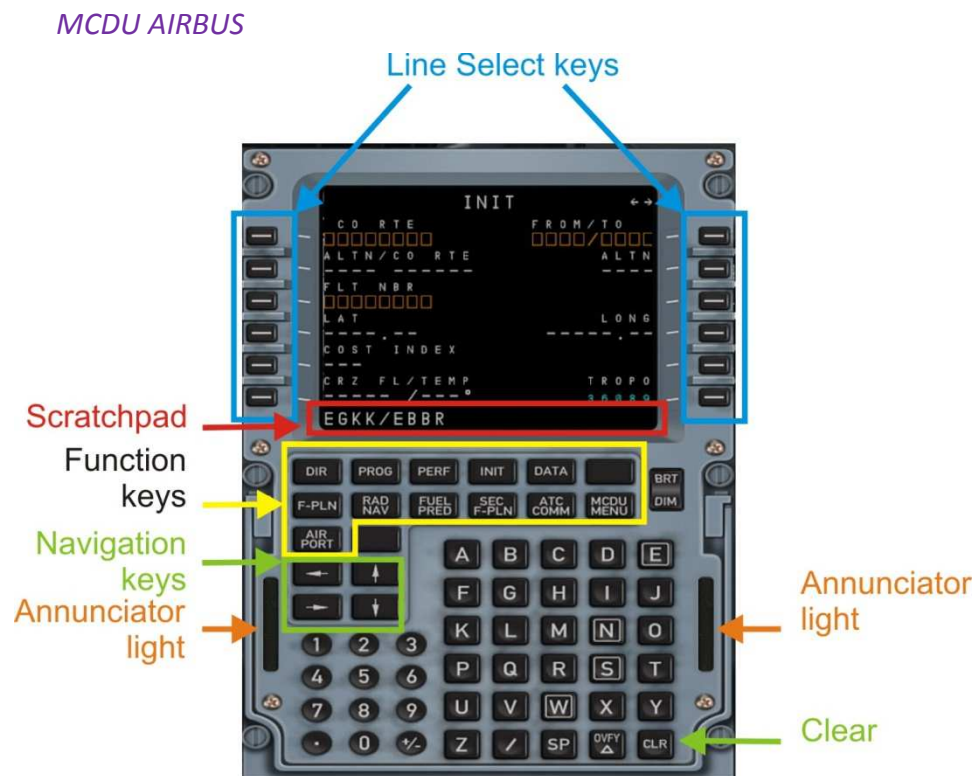 MCDU AIRBUS
Line Select keys
INIT ←→
CO RTE FROM/TO
□□□□□□□□ □□□□/□□□□
ALTN/CO RTE ALTN
---- ------ ----
FLT NBR
□□□□□□□□
LAT LONG
----.-- -----.--
COST INDEX
---
CRZ FL/TEMP TROPO
----- /---° 36089
Scratchpad
EGKK/EBBR
Function
keys
DIR PROG PERF INIT DATA
BRT
DIM
F-PLN RAD NAV FUEL PRED SEC F-PLN ATC COMM MCDU MENU
AIR PORT
Navigation
keys
← ↑
→ ↓
Annunciator
light
Annunciator
light
A B C D E
F G H I J
K L M N O
P Q R S T
U V W X Y
Z / SP OVFY △ CLR
1 2 3
4 5 6
7 8 9
. 0 +/-
Clear